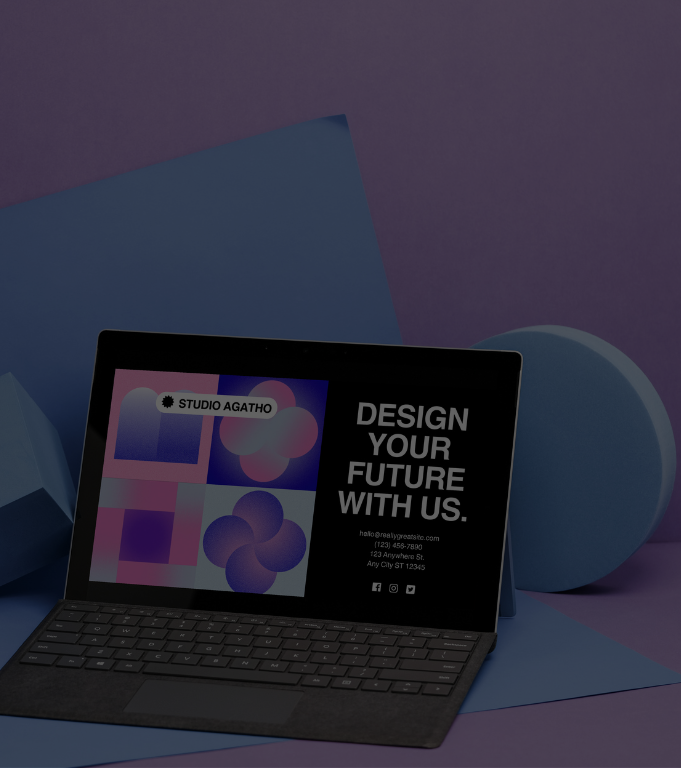 STUDIO AGATHO
DESIGN
YOUR
FUTURE
WITH US.
hello@reallygreatsite.com
(123) 456-7890
123 Anywhere St.
Any City ST 12345